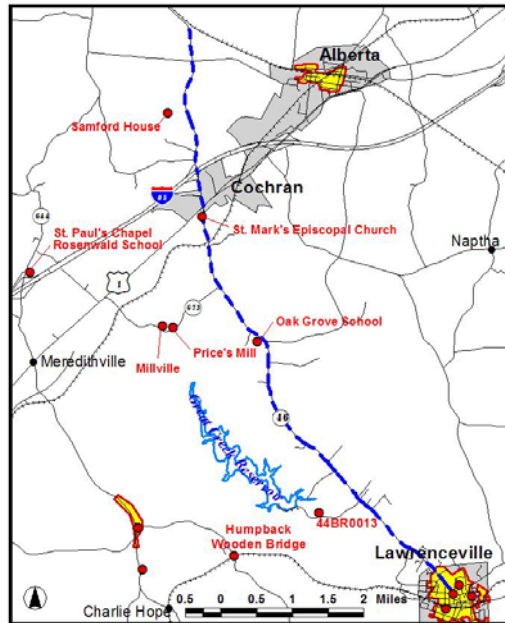 Alberta
Samford House
85
Cochran
644
St. Paul's Chapel
Rosenwald School
St. Mark's Episcopal Church
Naptha
1
613
Oak Grove School
Millville
Price's Mill
Meredithville
46
Great Creek Reservoir
44BR0013
Humpback
Wooden Bridge
Lawrenceville
0.5 0 0.5 1 1.5 2 Miles
Charlie Hope